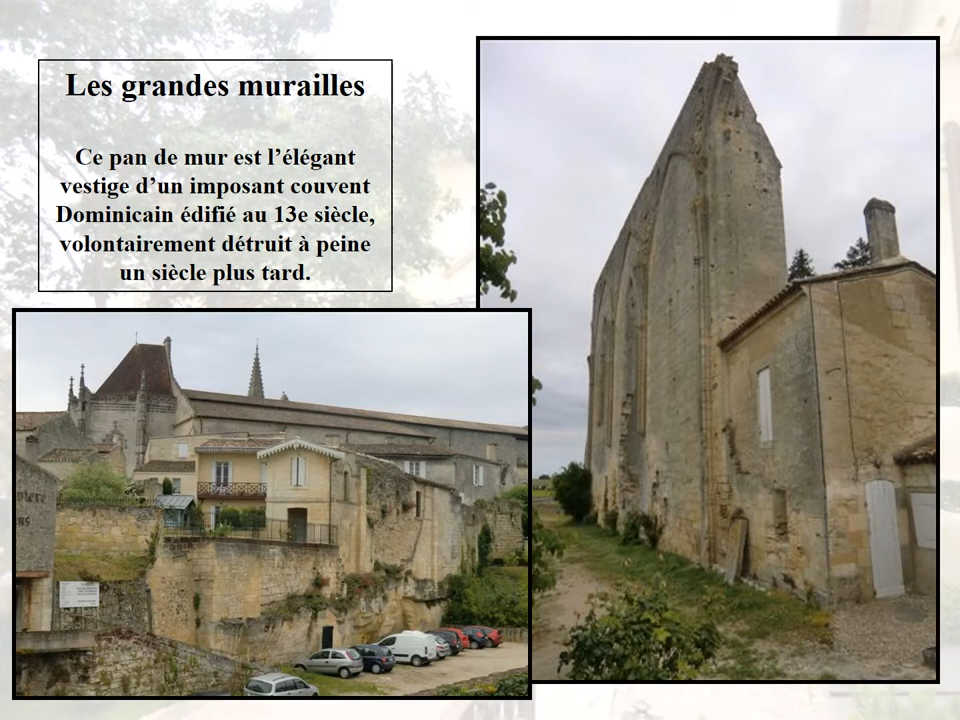 Les grandes murailles
Ce pan de mur est l’élégant
vestige d’un imposant couvent
Dominicain édifié au 13e siècle,
volontairement détruit à peine
un siècle plus tard.